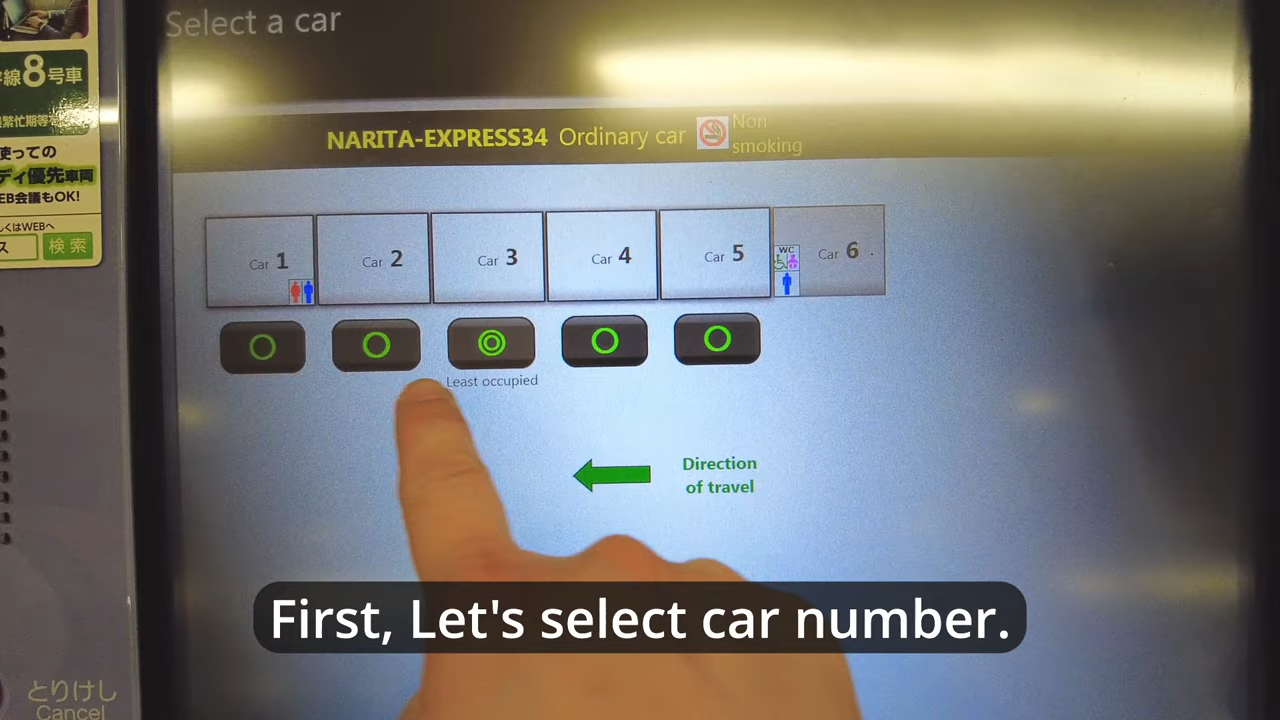 Select a car
線8号車
使っての
ディ優先車両
EB会議もOK!
しくはWEBへ
ス 検索
NARITA-EXPRESS34 Ordinary car Non smoking
Car 1
Car 2
Car 3
Car 4
Car 5
WC
Car 6
Least occupied
Direction
of travel
First, Let's select car number.
とりけし
Cancel